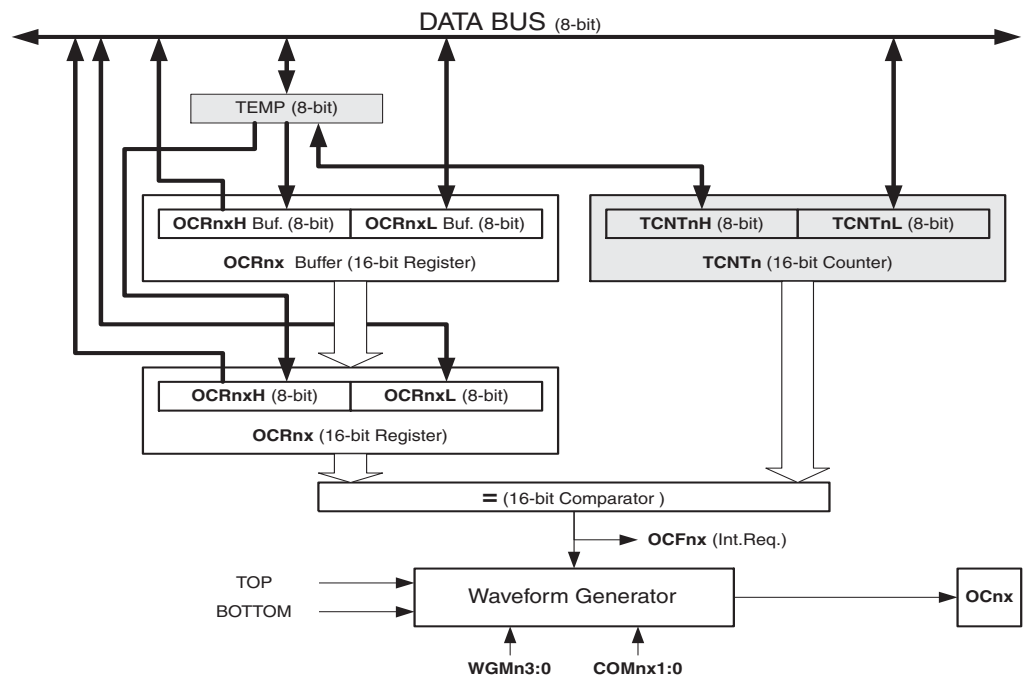 DATA BUS (8-bit)
TEMP (8-bit)
OCRnxH Buf. (8-bit) OCRnxL Buf. (8-bit)
OCRnx Buffer (16-bit Register)
TCNTnH (8-bit) TCNTnL (8-bit)
TCNTn (16-bit Counter)
OCRnxH (8-bit) OCRnxL (8-bit)
OCRnx (16-bit Register)
= (16-bit Comparator )
OCFnx (Int.Req.)
TOP
BOTTOM
Waveform Generator
OCnx
WGMn3:0 COMnx1:0